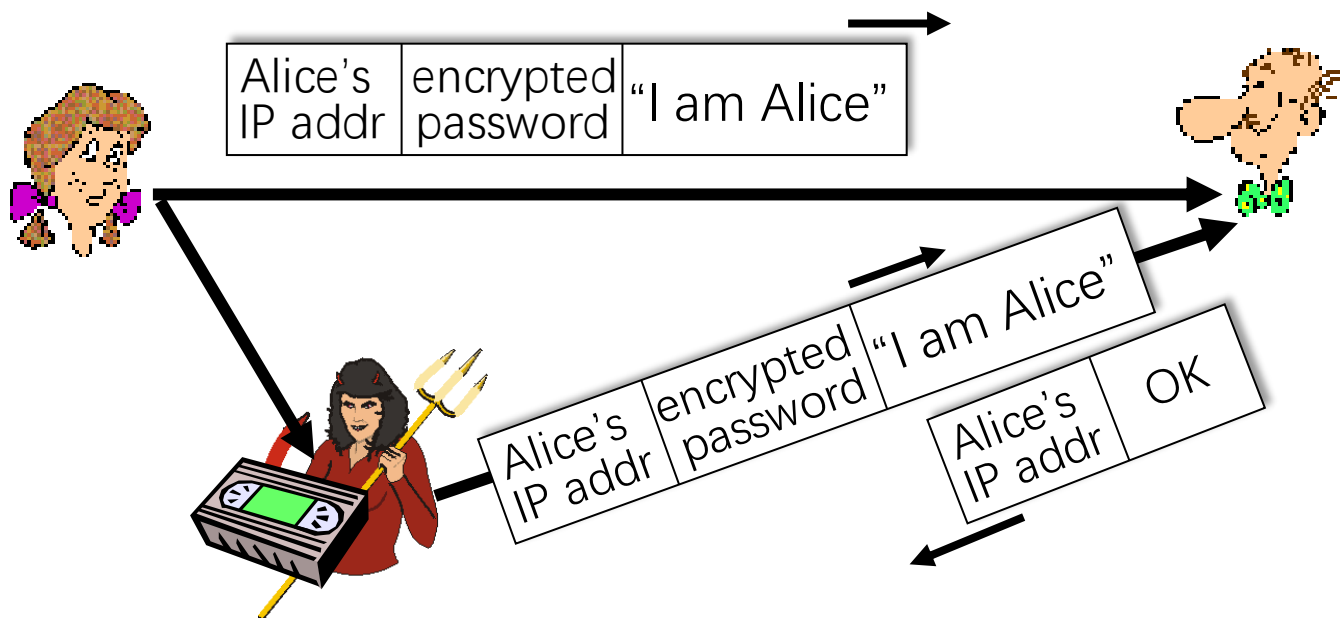 Alice’s
IP addr
encrypted
password
“I am Alice”
Alice’s
IP addr
encrypted
password
“I am Alice”
Alice’s
IP addr
OK